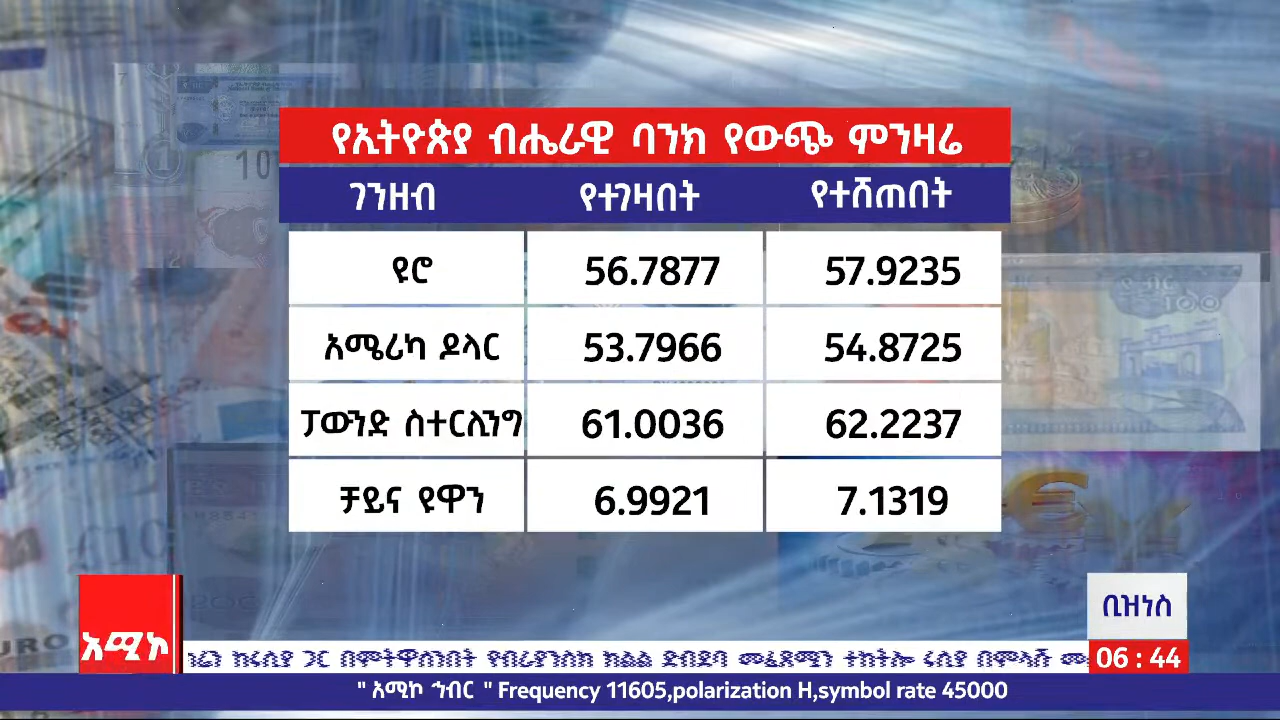 የኢትዮጵያ ብሔራዊ ባንክ የውጭ ምንዛሬ
ገንዘብ የተገዛበት የተሸጠበት
ዩሮ 56.7877 57.9235
አሜሪካ ዶላር 53.7966 54.8725
ፓውንድ ስተርሊንግ 61.0036 62.2237
ቻይና ዩዋን 6.9921 7.1319
ቢዝነስ
አሚኮ
06 : 44
" አሚኮ ኅብር " Frequency 11605,polarization H,symbol rate 45000